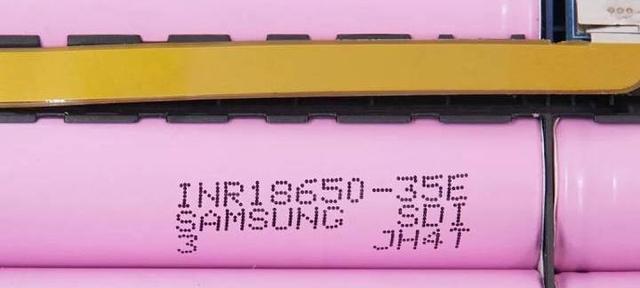 INR18650-35E
SAMSUNG SDI
3 JH4T